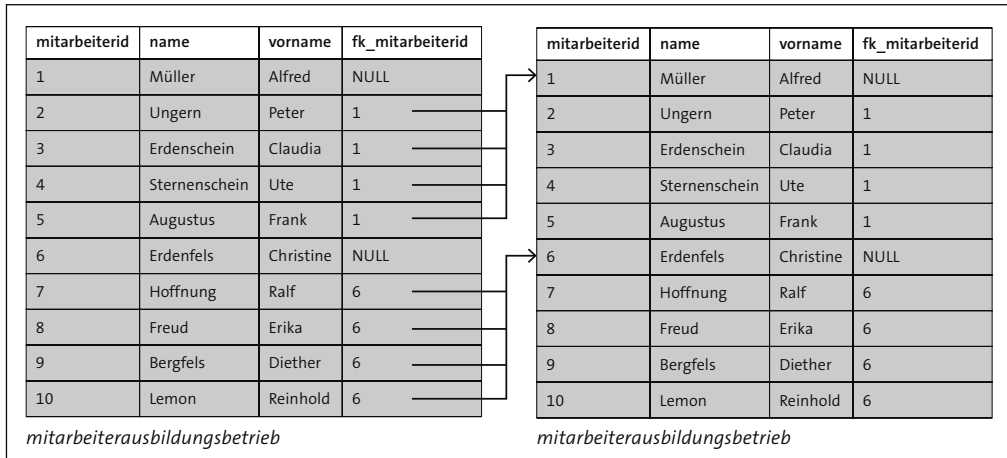 mitarbeiterid name vorname fk_mitarbeiterid
1 Müller Alfred NULL
2 Ungern Peter 1
3 Erdenschein Claudia 1
4 Sternenschein Ute 1
5 Augustus Frank 1
6 Erdenfels Christine NULL
7 Hoffnung Ralf 6
8 Freud Erika 6
9 Bergfels Diether 6
10 Lemon Reinhold 6
mitarbeiterausbildungsbetrieb
mitarbeiterid name vorname fk_mitarbeiterid
1 Müller Alfred NULL
2 Ungern Peter 1
3 Erdenschein Claudia 1
4 Sternenschein Ute 1
5 Augustus Frank 1
6 Erdenfels Christine NULL
7 Hoffnung Ralf 6
8 Freud Erika 6
9 Bergfels Diether 6
10 Lemon Reinhold 6
mitarbeiterausbildungsbetrieb